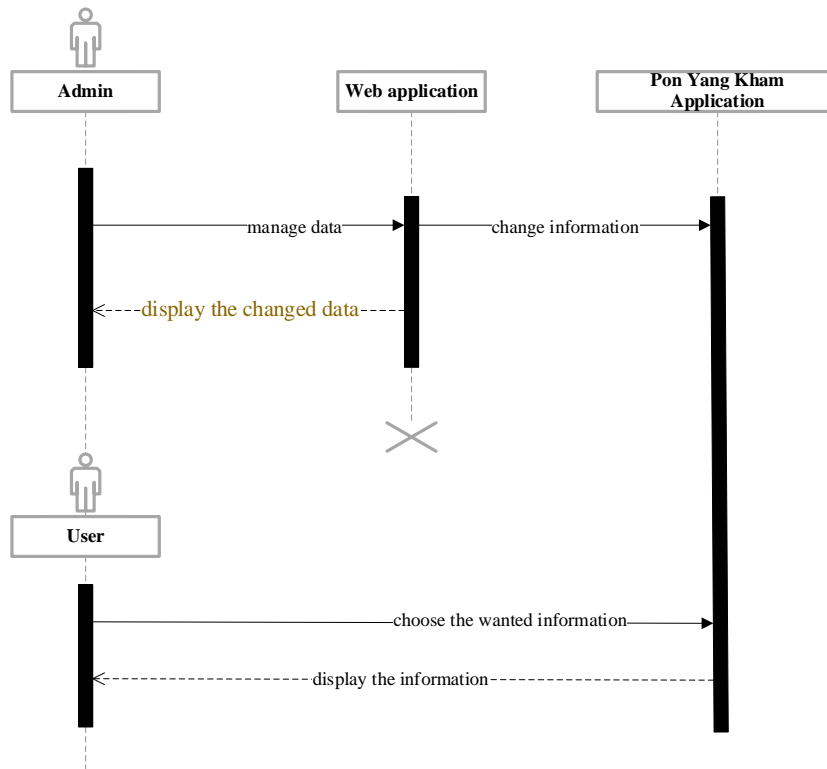 Admin
Web application
Pon Yang Kham
Application
manage data
change information
display the changed data
User
choose the wanted information
display the information